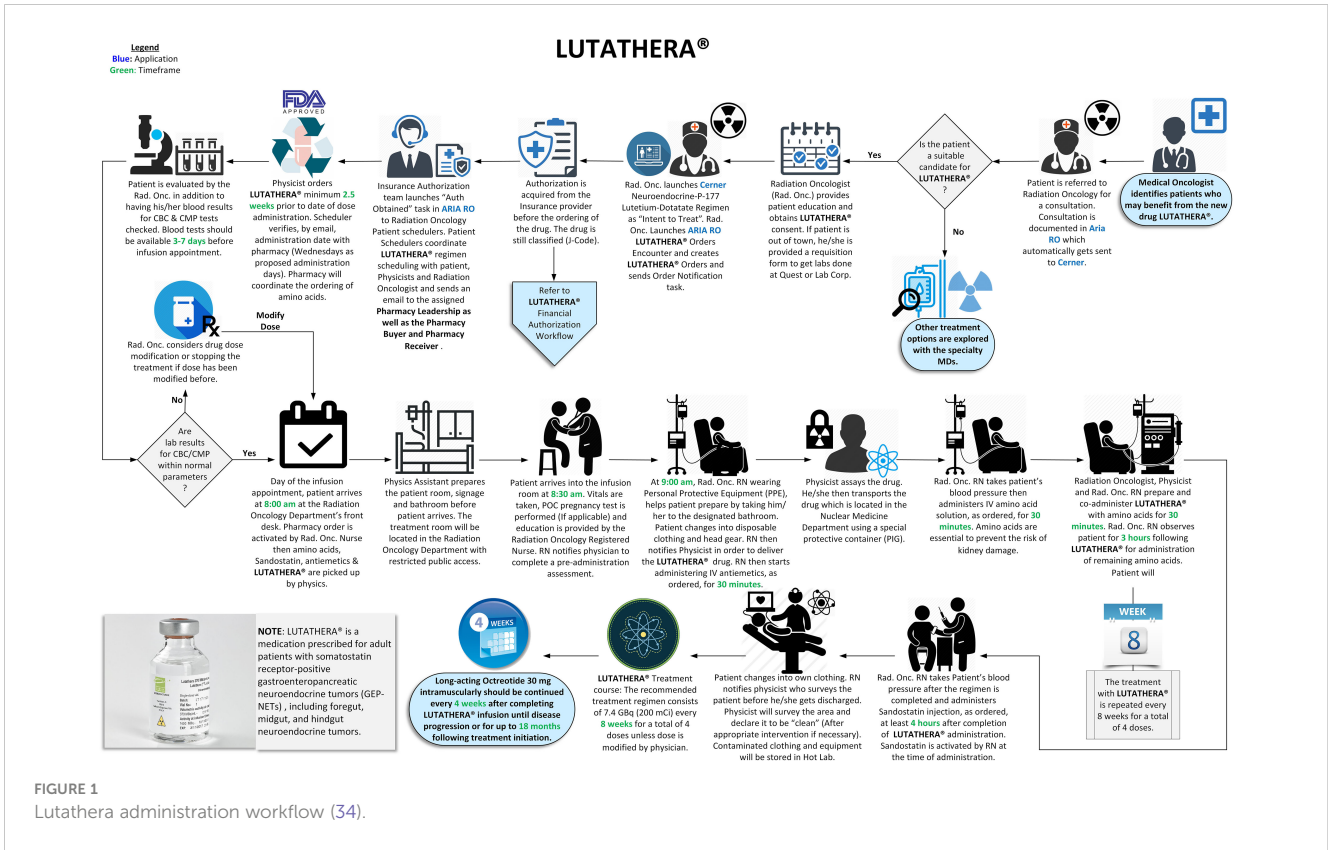 LUTATHERA®
Legend
Blue: Application
Green: Timeframe
Medical Oncologist
identifies patients who
may benefit from the new
drug LUTATHERA®.
Patient is referred
to Radiation
Oncology for
a consultation.
Consultation is
documented in Aria
RO which
automatically gets sent
to Cerner.
Is the patient
a suitable
candidate for
LUTATHERA®
?
Yes
No
Other treatment
options are explored
with the specialty
MDs.
Radiation Oncologist
(Rad. Onc.) provides
patient education and
obtains LUTATHERA®
consent. If patient is
out of town, he/she is
provided a requisition
form to get labs done
at Quest or Lab Corp.
Rad. Onc. launches Cerner
Neuroendocrine-P-177
Lutetium-Dotatate Regimen
as “Intent to Treat”. Rad.
Onc. Launches ARIA RO
LUTATHERA® Orders
Encounter and creates
LUTATHERA® Orders and
sends Order Notification
task.
Authorization is
acquired from the
Insurance provider
before the ordering of
the drug. The drug is
still classified (J-Code).
Refer to
LUTATHERA®
Financial
Authorization
Workflow
Insurance Authorization
team launches “Auth
Obtained” task in ARIA RO
to Radiation Oncology
Patient schedulers. Patient
Schedulers coordinate
LUTATHERA® regimen
scheduling with patient,
Physicists and Radiation
Oncologist and sends an
email to the assigned
Pharmacy Leadership as
well as the Pharmacy
Buyer and Pharmacy
Receiver .
FDA
APPROVED
Physicist orders
LUTATHERA® minimum 2.5
weeks prior to date of dose
administration. Scheduler
verifies, by email,
administration date with
pharmacy (Wednesdays as
proposed administration
days). Pharmacy will
coordinate the ordering of
amino acids.
Patient is evaluated by the
Rad. Onc. in addition to
having his/her blood results
for CBC & CMP tests
checked. Blood tests should
be available 3-7 days before
infusion appointment.
Rx
Modify
Dose
Rad. Onc. considers drug dose
modification or stopping the
treatment if dose has been
modified before.
No
Are
lab results
for CBC/CMP
within normal
parameters
?
Yes
Day of the infusion
appointment, patient arrives
at 8:00 am at the Radiation
Oncology Department’s front
desk. Pharmacy order is
activated by Rad. Onc. Nurse
then amino acids,
Sandostatin, antiemetics &
LUTATHERA® are picked up
by physics.
Physics Assistant prepares
the patient room, signage
and bathroom before
patient arrives. The
treatment room will be
located in the Radiation
Oncology Department with
restricted public access.
Patient arrives into the infusion
room at 8:30 am. Vitals are
taken, POC pregnancy test is
performed (If applicable) and
education is provided by the
Radiation Oncology Registered
Nurse. RN notifies physician to
complete a pre-administration
assessment.
At 9:00 am, Rad. Onc. RN wearing
Personal Protective Equipment (PPE),
helps patient prepare by taking him/
her to the designated bathroom.
Patient changes into disposable
clothing and head gear. RN then
notifies Physicist in order to deliver
the LUTATHERA® drug. RN then starts
administering IV antiemetics, as
ordered, for 30 minutes.
Physicist assays the drug.
He/she then transports the
drug which is located in the
Nuclear Medicine
Department using a special
protective container (PIG).
Rad. Onc. RN takes patient’s
blood pressure then
administers IV amino acid
solution, as ordered, for 30
minutes. Amino acids are
essential to prevent the risk of
kidney damage.
Radiation Oncologist, Physicist
and Rad. Onc. RN prepare and
co-administer LUTATHERA®
with amino acids for 30
minutes. Rad. Onc. RN observes
patient for 3 hours following
LUTATHERA® for administration
of remaining amino acids.
Patient will
WEEK
8
The treatment
with LUTATHERA®
is repeated every
8 weeks for a total
of 4 doses.
Rad. Onc. RN takes Patient’s blood
pressure after the regimen is
completed and administers
Sandostatin injection, as ordered,
at least 4 hours after completion
of LUTATHERA® administration.
Sandostatin is activated by RN at
the time of administration.
Patient changes into own clothing. RN
notifies physicist who surveys the
patient before he/she gets discharged.
Physicist will survey the area and
declare it to be “clean” (After
appropriate intervention if necessary).
Contaminated clothing and equipment
will be stored in Hot Lab.
LUTATHERA® Treatment
course: The recommended
treatment regimen consists
of 7.4 GBq (200 mCi) every
8 weeks for a total of 4
doses unless dose is
modified by physician.
4 WEEKS
Long-acting Octreotide 30 mg
intramuscularly should be continued
every 4 weeks after completing
LUTATHERA® infusion until disease
progression or for up to 18 months
following treatment initiation.
NOTE: LUTATHERA® is a
medication prescribed for adult
patients with somatostatin
receptor-positive
gastroenteropancreatic
neuroendocrine tumors (GEP-
NETs) , including foregut,
midgut, and hindgut
neuroendocrine tumors.
FIGURE 1
Lutathera administration workflow (34).